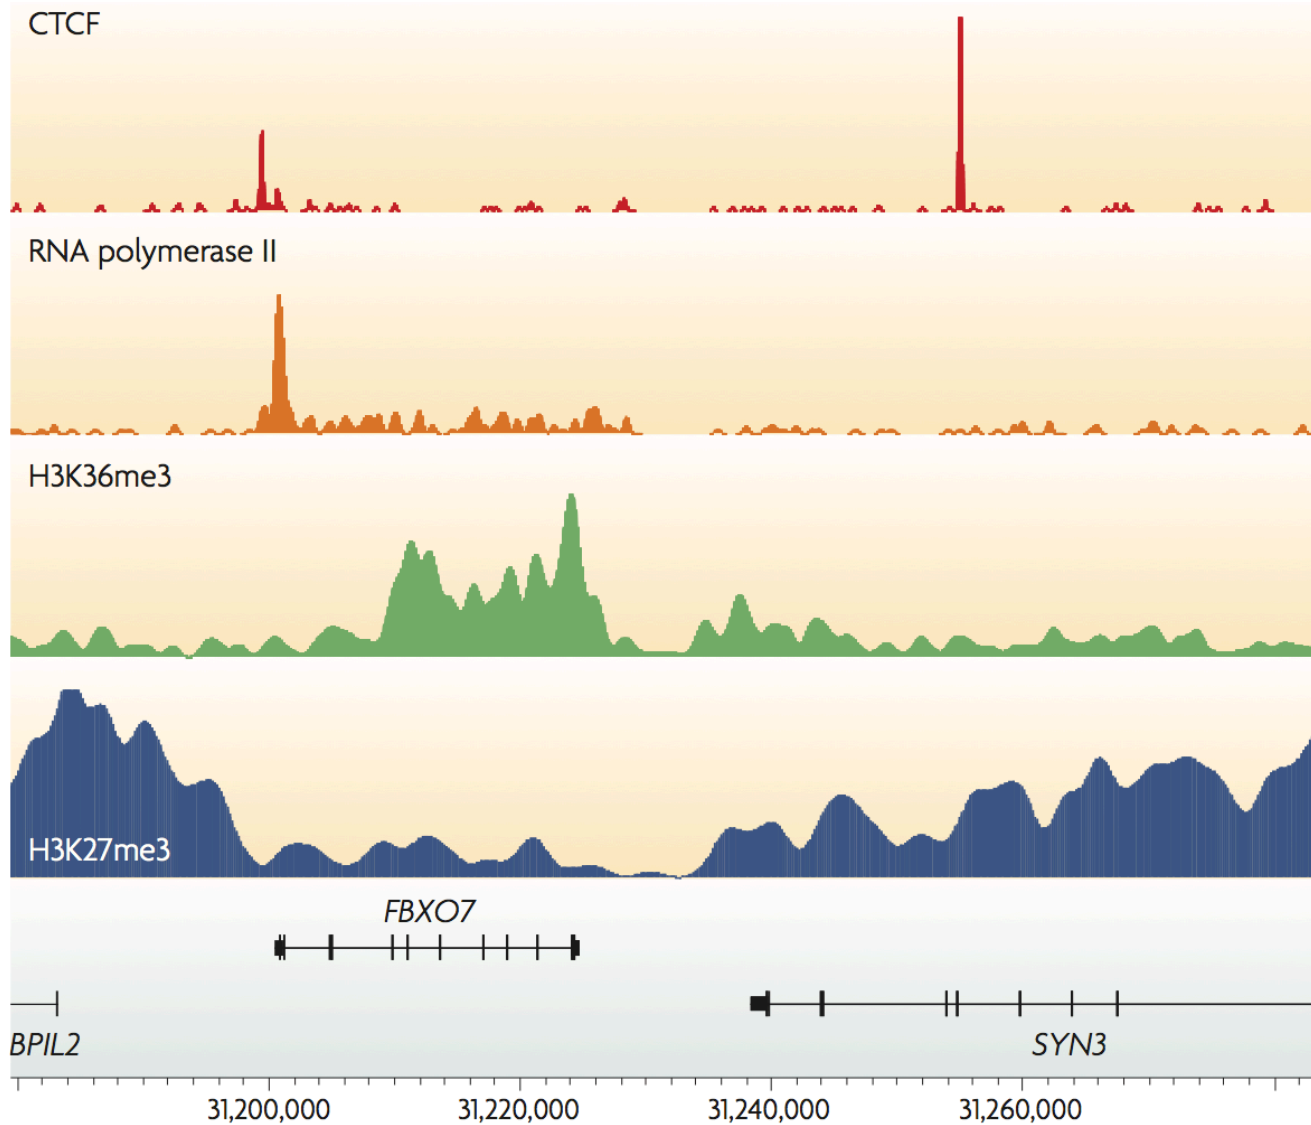 CTCF
RNA polymerase II
H3K36me3
H3K27me3
FBXO7
BPIL2
SYN3
31,200,000 31,220,000 31,240,000 31,260,000